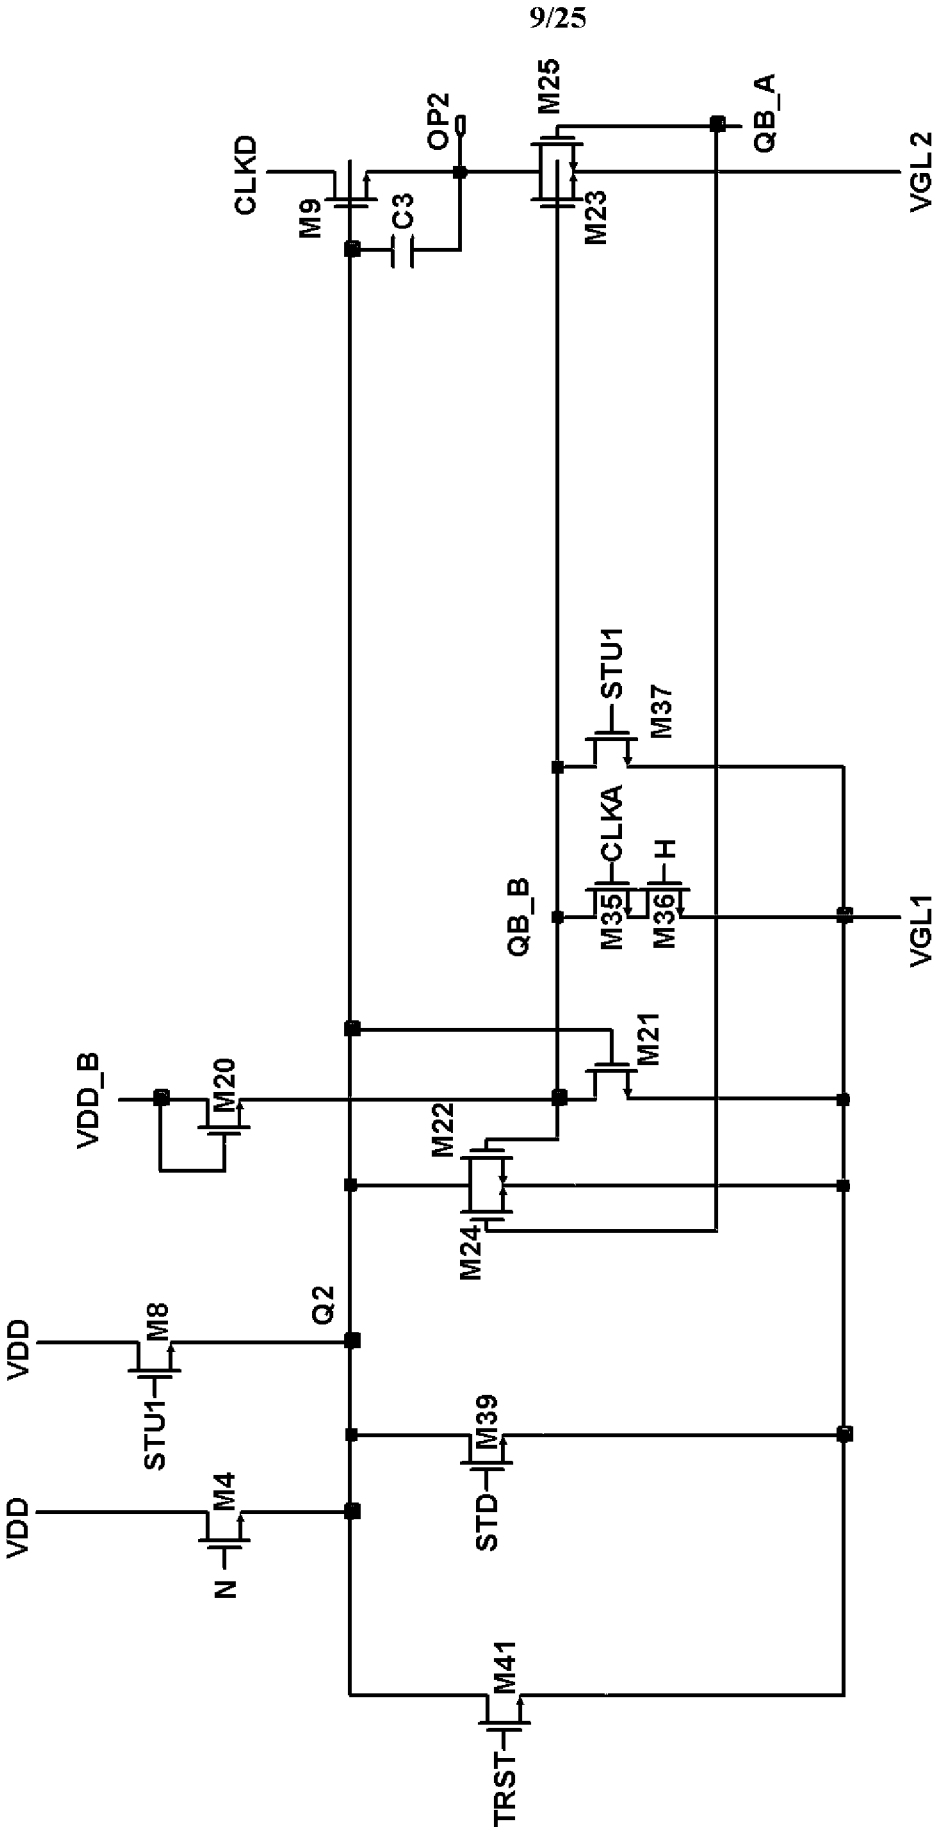 9/25
CLKD
M9
C3
OP2
M25
M23
QB_A
VGL2
STU1
M37
CLKA
H
M35
M36
QB_B
VGL1
VDD_B
M20
M21
M22
M24
VDD
M8
STU1
Q2
VDD
M4
N
M39
STD
M41
TRST